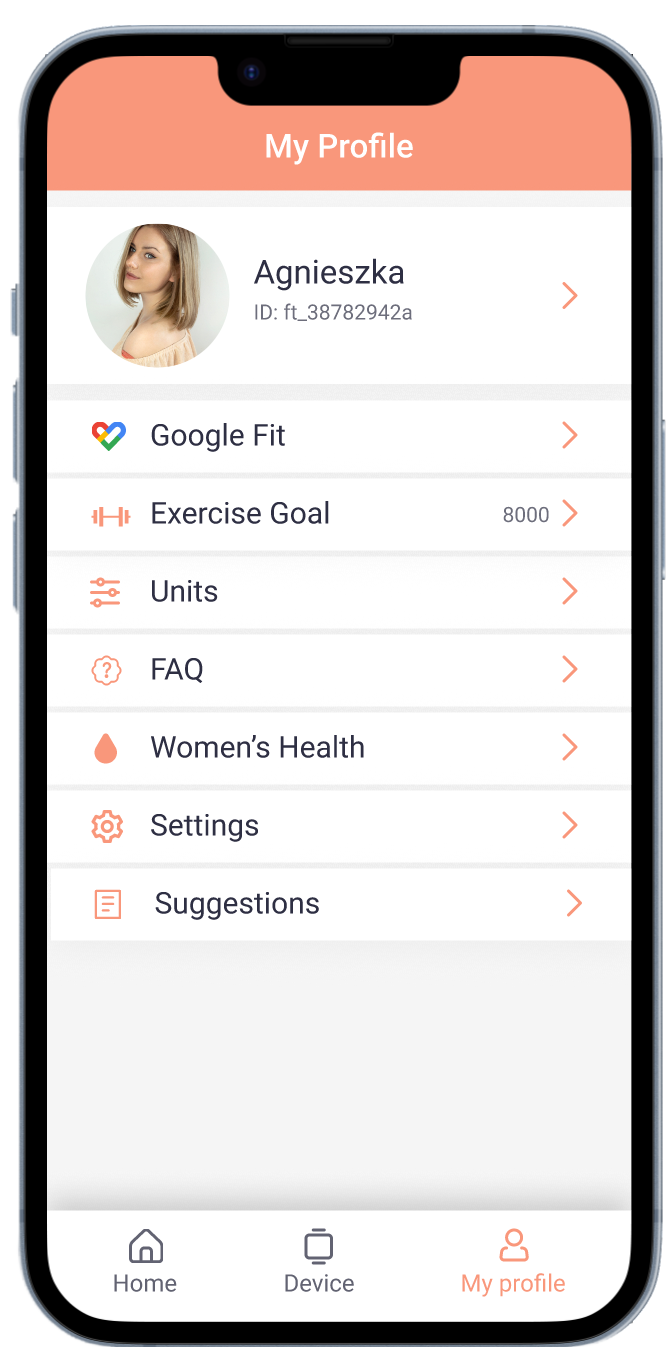 My Profile
Agnieszka
ID: ft_38782942a
Google Fit
Exercise Goal 8000
Units
FAQ
Women’s Health
Settings
Suggestions
Home Device My profile